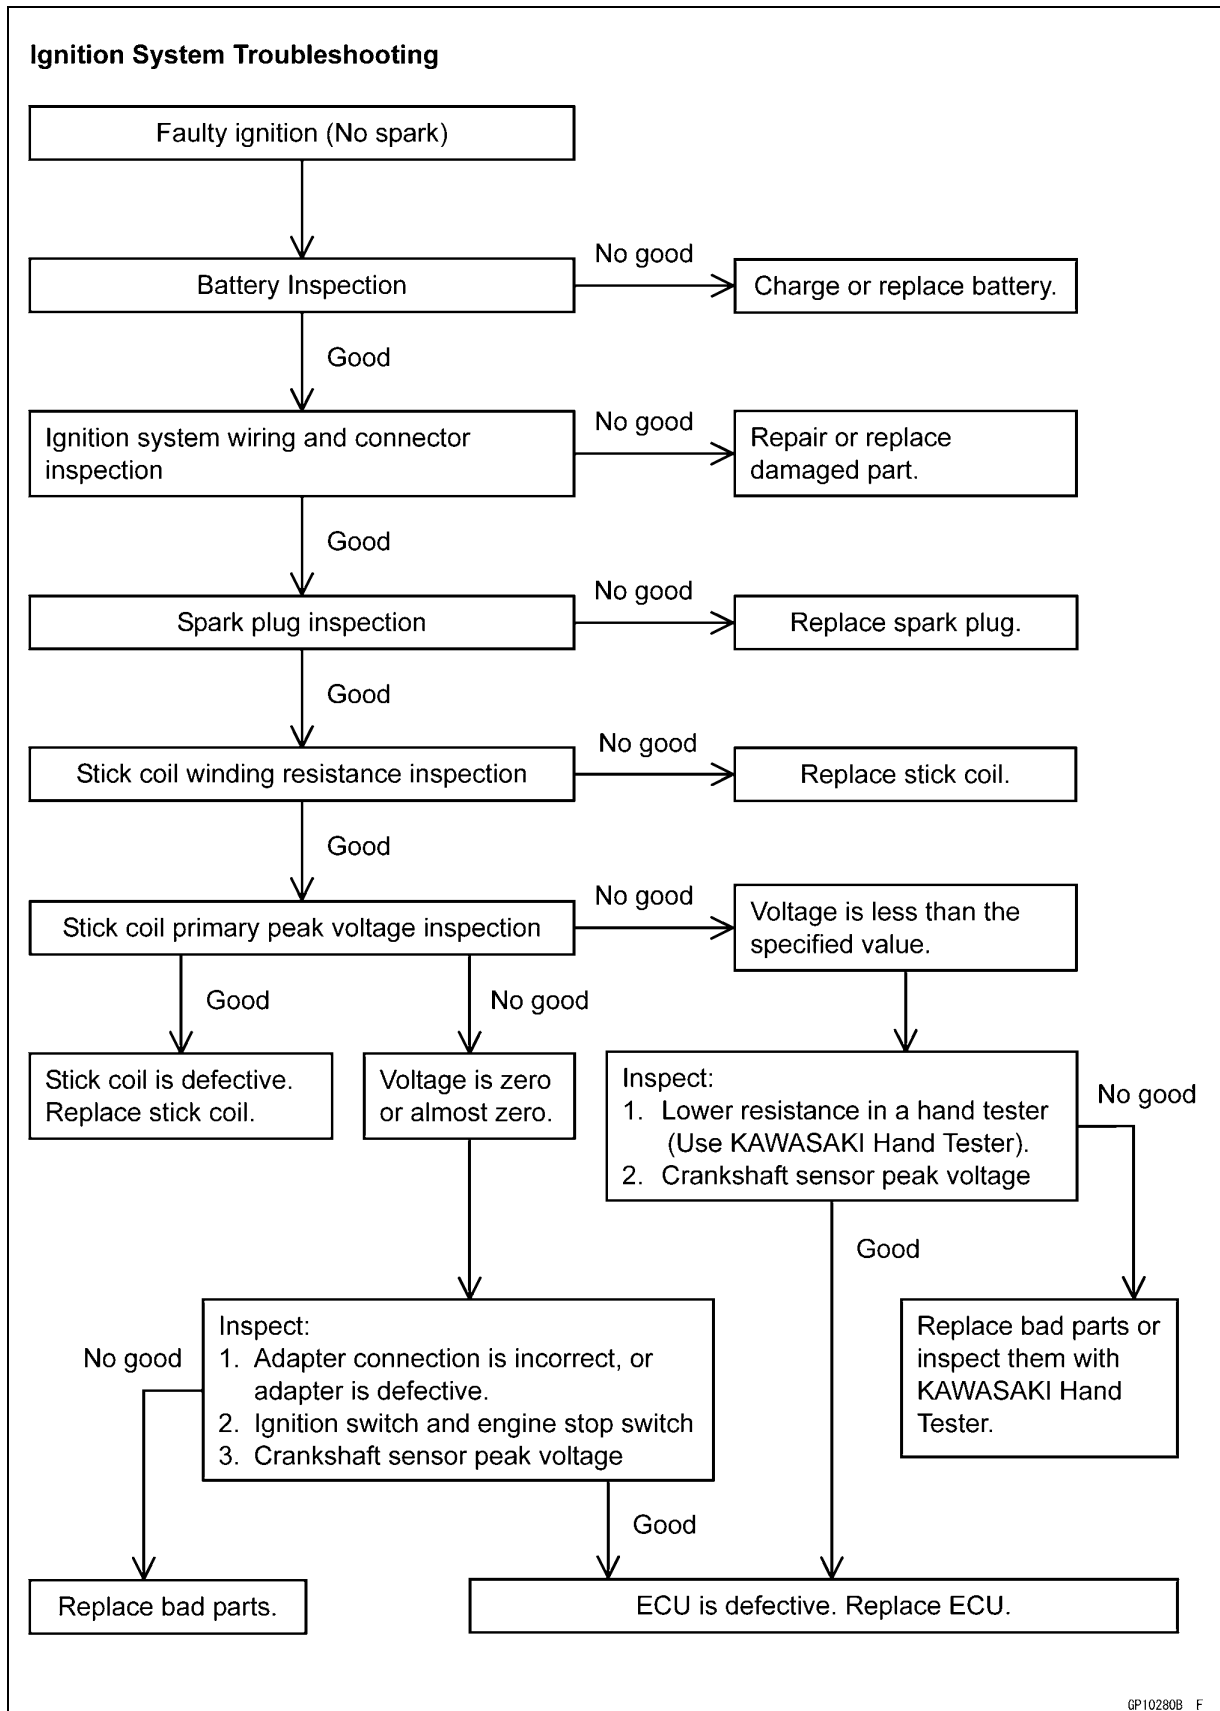 Ignition System Troubleshooting
Faulty ignition (No spark)
No good
Battery Inspection
Charge or replace battery.
Good
Ignition system wiring and connector
inspection
No good
Repair or replace
damaged part.
Good
Spark plug inspection
No good
Replace spark plug.
Good
Stick coil winding resistance inspection
No good
Replace stick coil.
Good
Stick coil primary peak voltage inspection
No good
Voltage is less than the
specified value.
Good
No good
Stick coil is defective.
Replace stick coil.
Voltage is zero
or almost zero.
Inspect:
1. Lower resistance in a hand tester
(Use KAWASAKI Hand Tester).
2. Crankshaft sensor peak voltage
No good
Good
Replace bad parts or
inspect them with
KAWASAKI Hand
Tester.
Inspect:
1. Adapter connection is incorrect, or
adapter is defective.
2. Ignition switch and engine stop switch
3. Crankshaft sensor peak voltage
No good
Good
Replace bad parts.
ECU is defective. Replace ECU.
GP10280B F